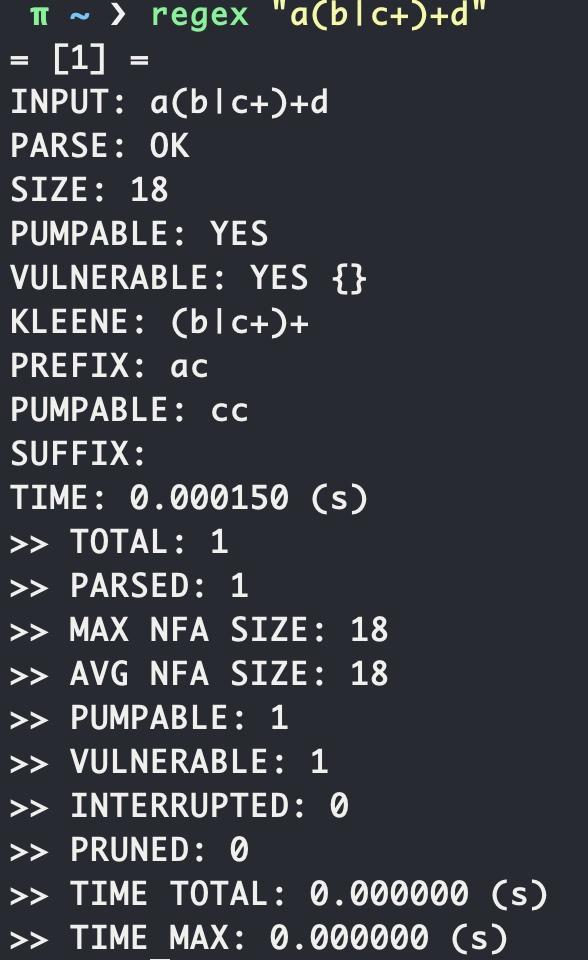 π ~ ❯ regex "a(b|c+)+d"
= [1] =
INPUT: a(b|c+)+d
PARSE: OK
SIZE: 18
PUMPABLE: YES
VULNERABLE: YES {}
KLEENE: (b|c+)+
PREFIX: ac
PUMPABLE: cc
SUFFIX:
TIME: 0.000150 (s)
>> TOTAL: 1
>> PARSED: 1
>> MAX NFA SIZE: 18
>> AVG NFA SIZE: 18
>> PUMPABLE: 1
>> VULNERABLE: 1
>> INTERRUPTED: 0
>> PRUNED: 0
>> TIME TOTAL: 0.000000 (s)
>> TIME MAX: 0.000000 (s)